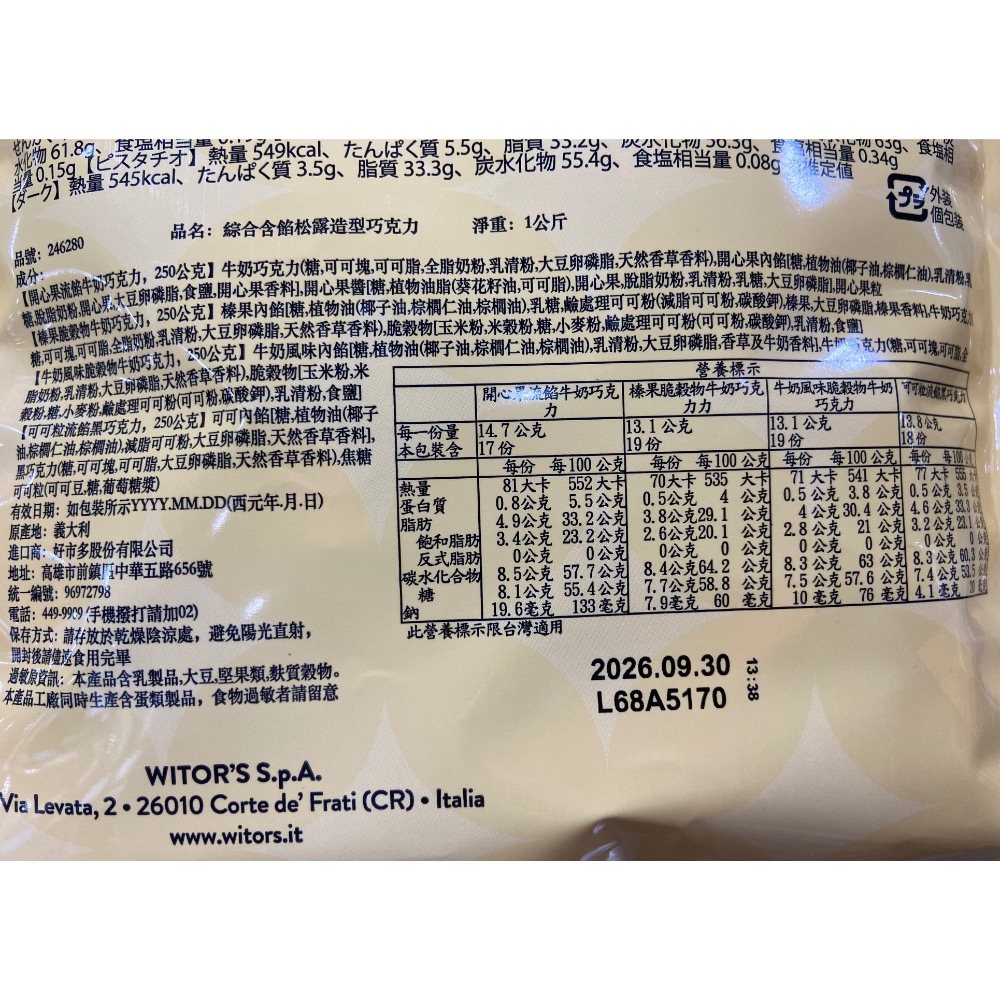 水化物 61.8g、食塩相当量
量 0.15g【ピスタチオ】熱量 549kcal、たんぱく質 5.5g、脂質 33.2g、炭水化物 56.3g、食塩相当量 0.34g
【ダーク】熱量 545kcal、たんぱく質 3.5g、脂質 33.3g、炭水化物 55.4g、食塩相当量 0.08g 推定値
プラ 外装
個包装
品號：246280 品名：綜合含餡松露造型巧克力 淨重：1公斤
成分：
【開心果流餡牛奶巧克力，250公克】牛奶巧克力(糖,可可塊,可可脂,全脂奶粉,乳清粉,大豆卵磷脂,天然香草香料),開心果內餡[糖,植物油(椰子油,棕櫚仁油),乳清粉,乳
糖,脫脂奶粉,開心果,大豆卵磷脂,食鹽,開心果香料],開心果醬[糖,植物油脂(葵花籽油,可可脂),開心果,脫脂奶粉,乳清粉,乳糖,大豆卵磷脂],開心果粒
【榛果脆穀物牛奶巧克力，250公克】榛果內餡[糖,植物油(椰子油,棕櫚仁油,棕櫚油),乳糖,鹼處理可可粉(減脂可可粉,碳酸鉀),榛果,大豆卵磷脂,榛果香料],牛奶巧克力(
糖,可可塊,可可脂,全脂奶粉,乳清粉,大豆卵磷脂,天然香草香料),脆穀物[玉米粉,米穀粉,糖,小麥粉,鹼處理可可粉(可可粉,碳酸鉀),乳清粉,食鹽]
【牛奶風味脆穀物牛奶巧克力，250公克】牛奶風味內餡[糖,植物油(椰子油,棕櫚仁油,棕櫚油),乳清粉,大豆卵磷脂,香草及牛奶香料],牛奶巧克力(糖,可可塊,可可脂,全
脂奶粉,乳清粉,大豆卵磷脂,天然香草香料),脆穀物[玉米粉,米
穀粉,糖,小麥粉,鹼處理可可粉(可可粉,碳酸鉀),乳清粉,食鹽]
【可可粒流餡黑巧克力，250公克】可可內餡[糖,植物油(椰子
油,棕櫚仁油,棕櫚油),減脂可可粉,大豆卵磷脂,天然香草香料],
黑巧克力(糖,可可塊,可可脂,大豆卵磷脂,天然香草香料),焦糖
可可粒(可可豆,糖,葡萄糖漿)
有效日期：如包裝所示YYYY.MM.DD(西元年.月.日)
原產地：義大利
進口商：好市多股份有限公司
地址：高雄市前鎮區中華五路656號
統一編號：96972798
電話：449-9909 (手機撥打請加02)
保存方式：請存放於乾燥陰涼處，避免陽光直射，
開封後請儘速食用完畢
過敏原資訊：本產品含乳製品,大豆,堅果類,麩質穀物。
本產品工廠同時生產含蛋類製品，食物過敏者請留意
營養標示
開心果流餡牛奶巧克力 榛果脆穀物牛奶巧克力力 牛奶風味脆穀物牛奶巧克力 可可粒流餡黑巧克力
每一份量 14.7 公克 13.1 公克 13.1 公克 13.8 公克
本包裝含 17 份 19 份 19 份 18 份
每份 每100 公克 每份 每100 公克 每份 每100 公克 每份 每100
熱量 81大卡 552大卡 70大卡 535 大卡 71 大卡 541 大卡 77 大卡 555
蛋白質 0.8公克 5.5 公克 0.5公克 4 公克 0.5 公克 3.8 公克 0.5 公克 3.5
脂肪 4.9公克 33.2 公克 3.8公克 29.1 公克 4 公克 30.4 公克 4.6 公克 33.3
飽和脂肪 3.4公克 23.2 公克 2.6公克 20.1 公克 2.8 公克 21 公克 3.2 公克 23.1
反式脂肪 0公克 0 公克 0公克 0 公克 0 公克 0 公克 0 公克 0 公克
碳水化合物 8.5公克 57.7 公克 8.4公克 64.2 公克 8.3 公克 63 公克 8.3 公克 60.3
糖 8.1公克 55.4 公克 7.7公克 58.8 公克 7.5 公克 57.6 公克 7.4 公克 53.5
鈉 19.6毫克 133 毫克 7.9毫克 60 毫克 10 毫克 76 毫克 4.1 毫克
此營養標示限台灣適用
2026.09.30 13:38
L68A5170
WITOR'S S.p.A.
Via Levata, 2 • 26010 Corte de' Frati (CR) • Italia
www.witors.it